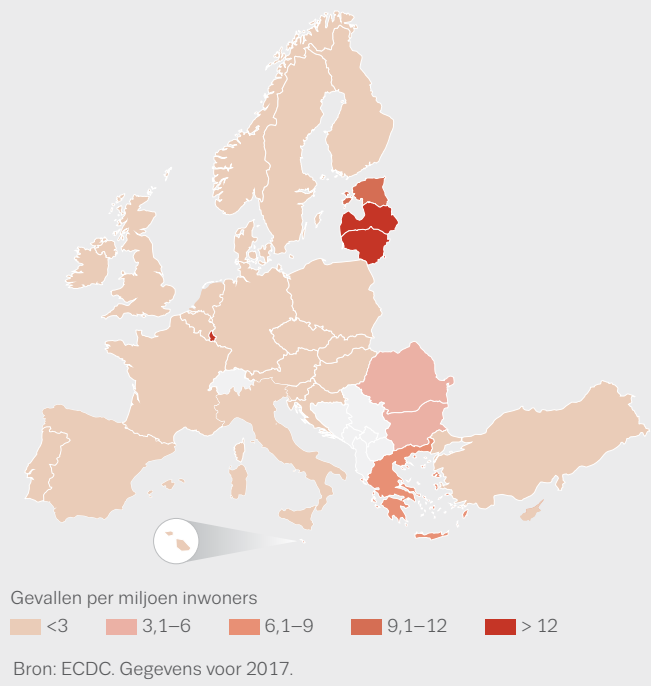 Gevallen per miljoen inwoners
<3 3,1–6 6,1–9 9,1–12 > 12
Bron: ECDC. Gegevens voor 2017.